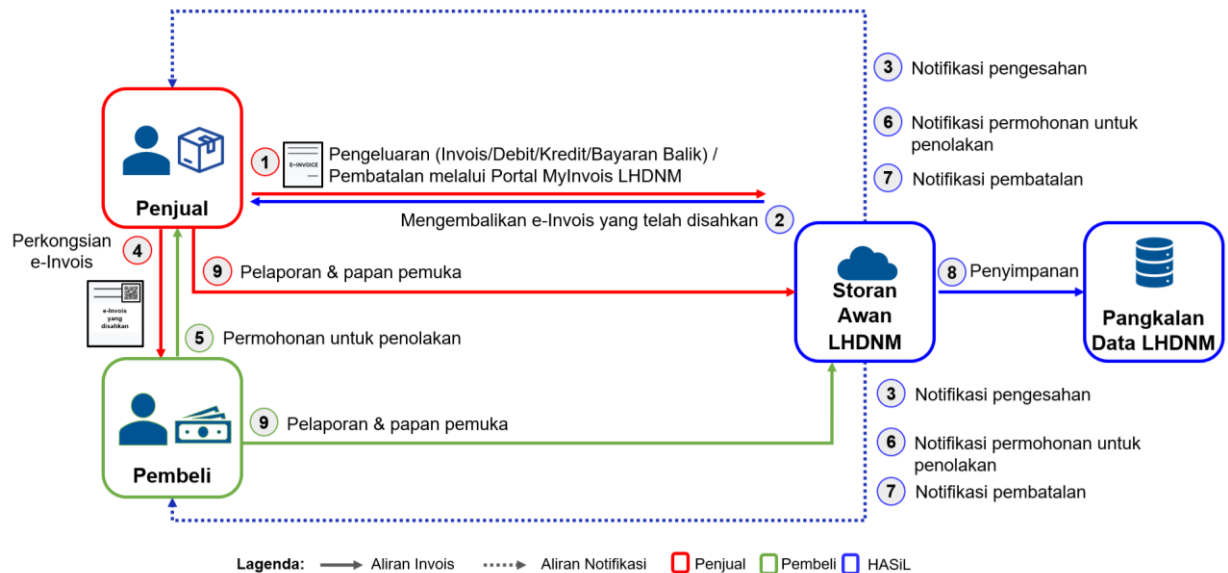 3 Notifikasi pengesahan
6 Notifikasi permohonan untuk
penolakan
7 Notifikasi pembatalan
Penjual
1 E-INVOICE Pengeluaran (Invois/Debit/Kredit/Bayaran Balik) /
Pembatalan melalui Portal MyInvois LHDNM
Mengembalikan e-Invois yang telah disahkan 2
Perkongsian
e-Invois
4
9 Pelaporan & papan pemuka
e-Invois
yang
disahkan
5 Permohonan untuk penolakan
Storan
Awan
LHDNM
8 Penyimpanan
Pangkalan
Data LHDNM
Pembeli
9 Pelaporan & papan pemuka
3 Notifikasi pengesahan
6 Notifikasi permohonan untuk
penolakan
7 Notifikasi pembatalan
Lagenda: Aliran Invois Aliran Notifikasi Penjual Pembeli HASiL